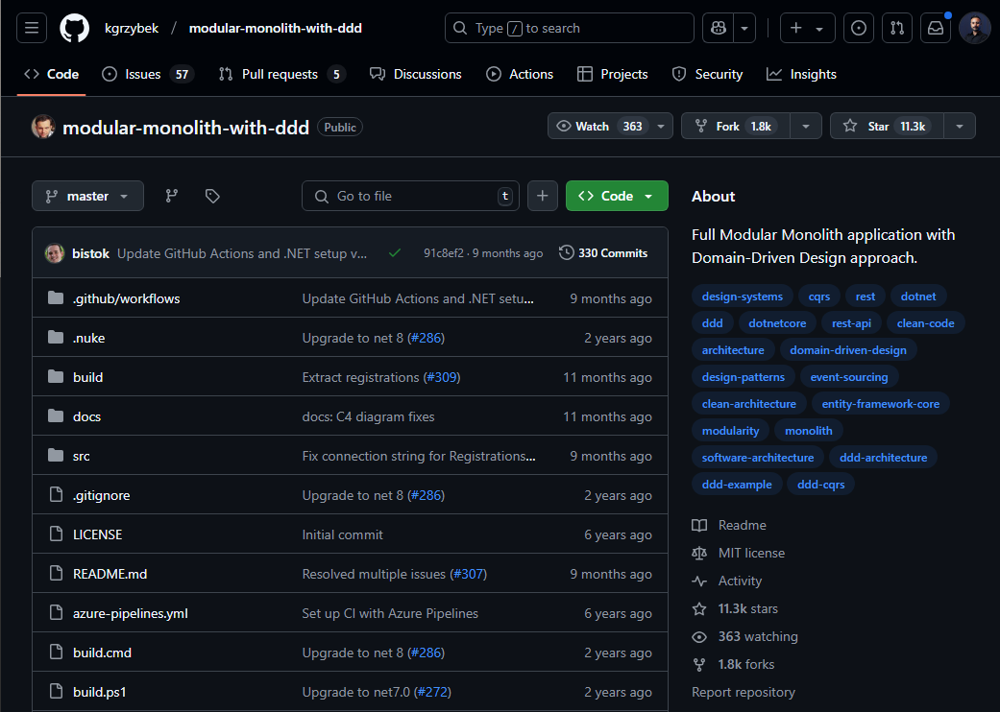 kgrzybek / modular-monolith-with-ddd Type / to search
Code Issues 57 Pull requests 5 Discussions Actions Projects Security Insights
modular-monolith-with-ddd Public Watch 363 Fork 1.8k Star 11.3k
master Go to file t + Code
bistok Update GitHub Actions and .NET setup v... 91c8ef2 · 9 months ago 330 Commits
.github/workflows Update GitHub Actions and .NET setu... 9 months ago
.nuke Upgrade to net 8 (#286) 2 years ago
build Extract registrations (#309) 11 months ago
docs docs: C4 diagram fixes 11 months ago
src Fix connection string for Registrations... 9 months ago
.gitignore Upgrade to net 8 (#286) 2 years ago
LICENSE Initial commit 6 years ago
README.md Resolved multiple issues (#307) 9 months ago
azure-pipelines.yml Set up CI with Azure Pipelines 6 years ago
build.cmd Upgrade to net 8 (#286) 2 years ago
build.ps1 Upgrade to net7.0 (#272) 2 years ago
About
Full Modular Monolith application with
Domain-Driven Design approach.
design-systems cqrs rest dotnet
ddd dotnetcore rest-api clean-code
architecture domain-driven-design
design-patterns event-sourcing
clean-architecture entity-framework-core
modularity monolith
software-architecture ddd-architecture
ddd-example ddd-cqrs
Readme
MIT license
Activity
11.3k stars
363 watching
1.8k forks
Report repository